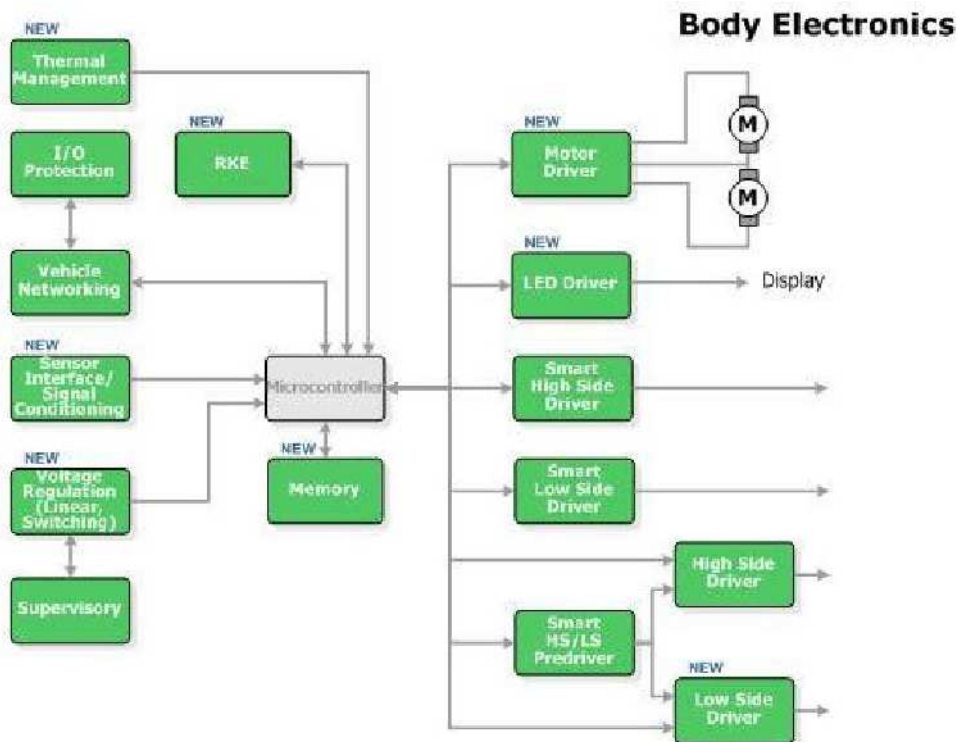 Body Electronics
NEW
Thermal
Management
I/O
Protection
NEW
RKE
Vehicle
Networking
NEW
Sensor
Interface/
Signal
Conditioning
NEW
Voltage
Regulation
(Linear,
Switching)
Supervisory
Microcontroller
NEW
Memory
NEW
Motor
Driver
M
M
NEW
LED Driver
Display
Smart
High Side
Driver
Smart
Low Side
Driver
High Side
Driver
Smart
HS/LS
Predriver
NEW
Low Side
Driver